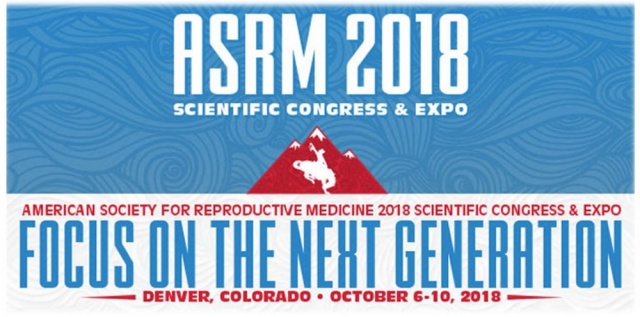 ASRM 2018
SCIENTIFIC CONGRESS & EXPO
AMERICAN SOCIETY FOR REPRODUCTIVE MEDICINE 2018 SCIENTIFIC CONGRESS & EXPO
FOCUS ON THE NEXT GENERATION
DENVER, COLORADO • OCTOBER 6-10, 2018